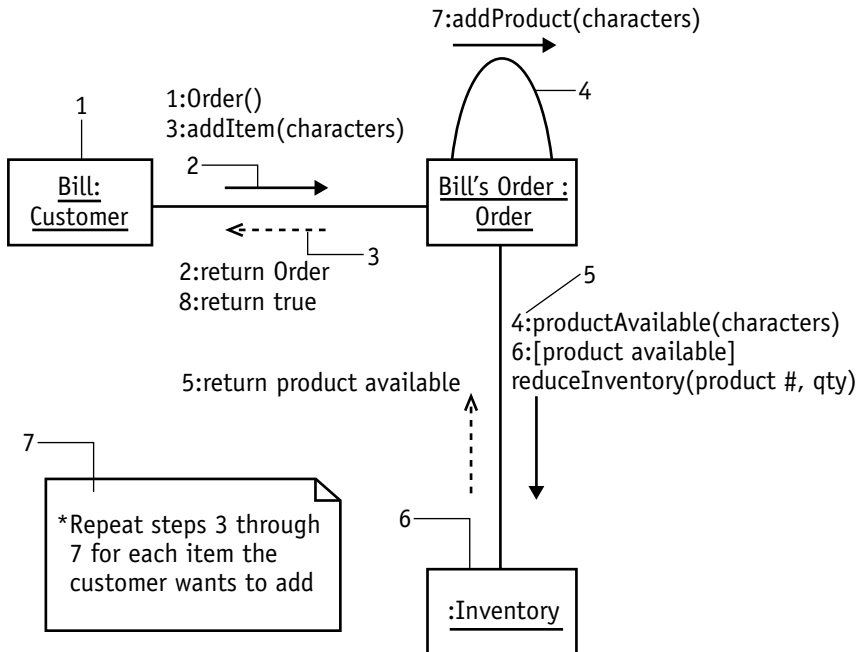 7:addProduct(characters)
4
1
1:Order()
3:addItem(characters)
2
Bill:
Customer
Bill's Order :
Order
3
2:return Order
8:return true
5
4:productAvailable(characters)
6:[product available]
reduceInventory(product #, qty)
5:return product available
7
*Repeat steps 3 through
7 for each item the
customer wants to add
6
:Inventory